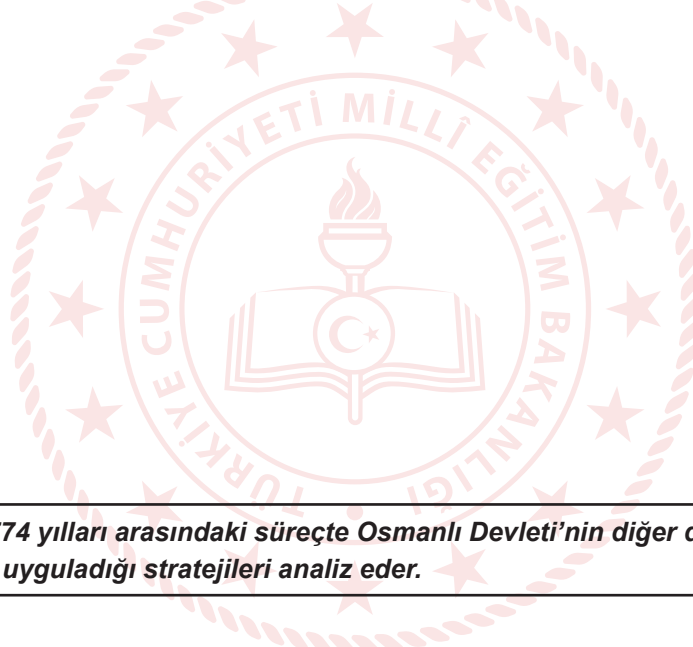 TÜRKİYE CUMHURİYETİ MİLLÎ EĞİTİM BAKANLIĞI
74 yılları arasındaki süreçte Osmanlı Devleti’nin diğer
uyguladığı stratejileri analiz eder.